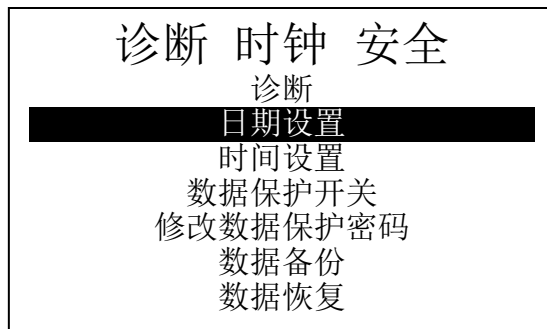 诊断 时钟 安全
诊断
日期设置
时间设置
数据保护开关
修改数据保护密码
数据备份
数据恢复